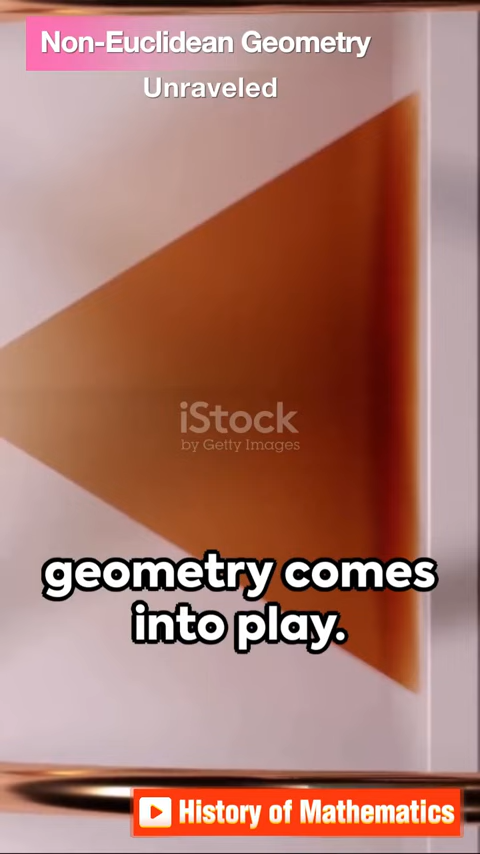 Non-Euclidean Geometry
Unraveled
iStock
by Getty Images
geometry comes
into play.
History of Mathematics